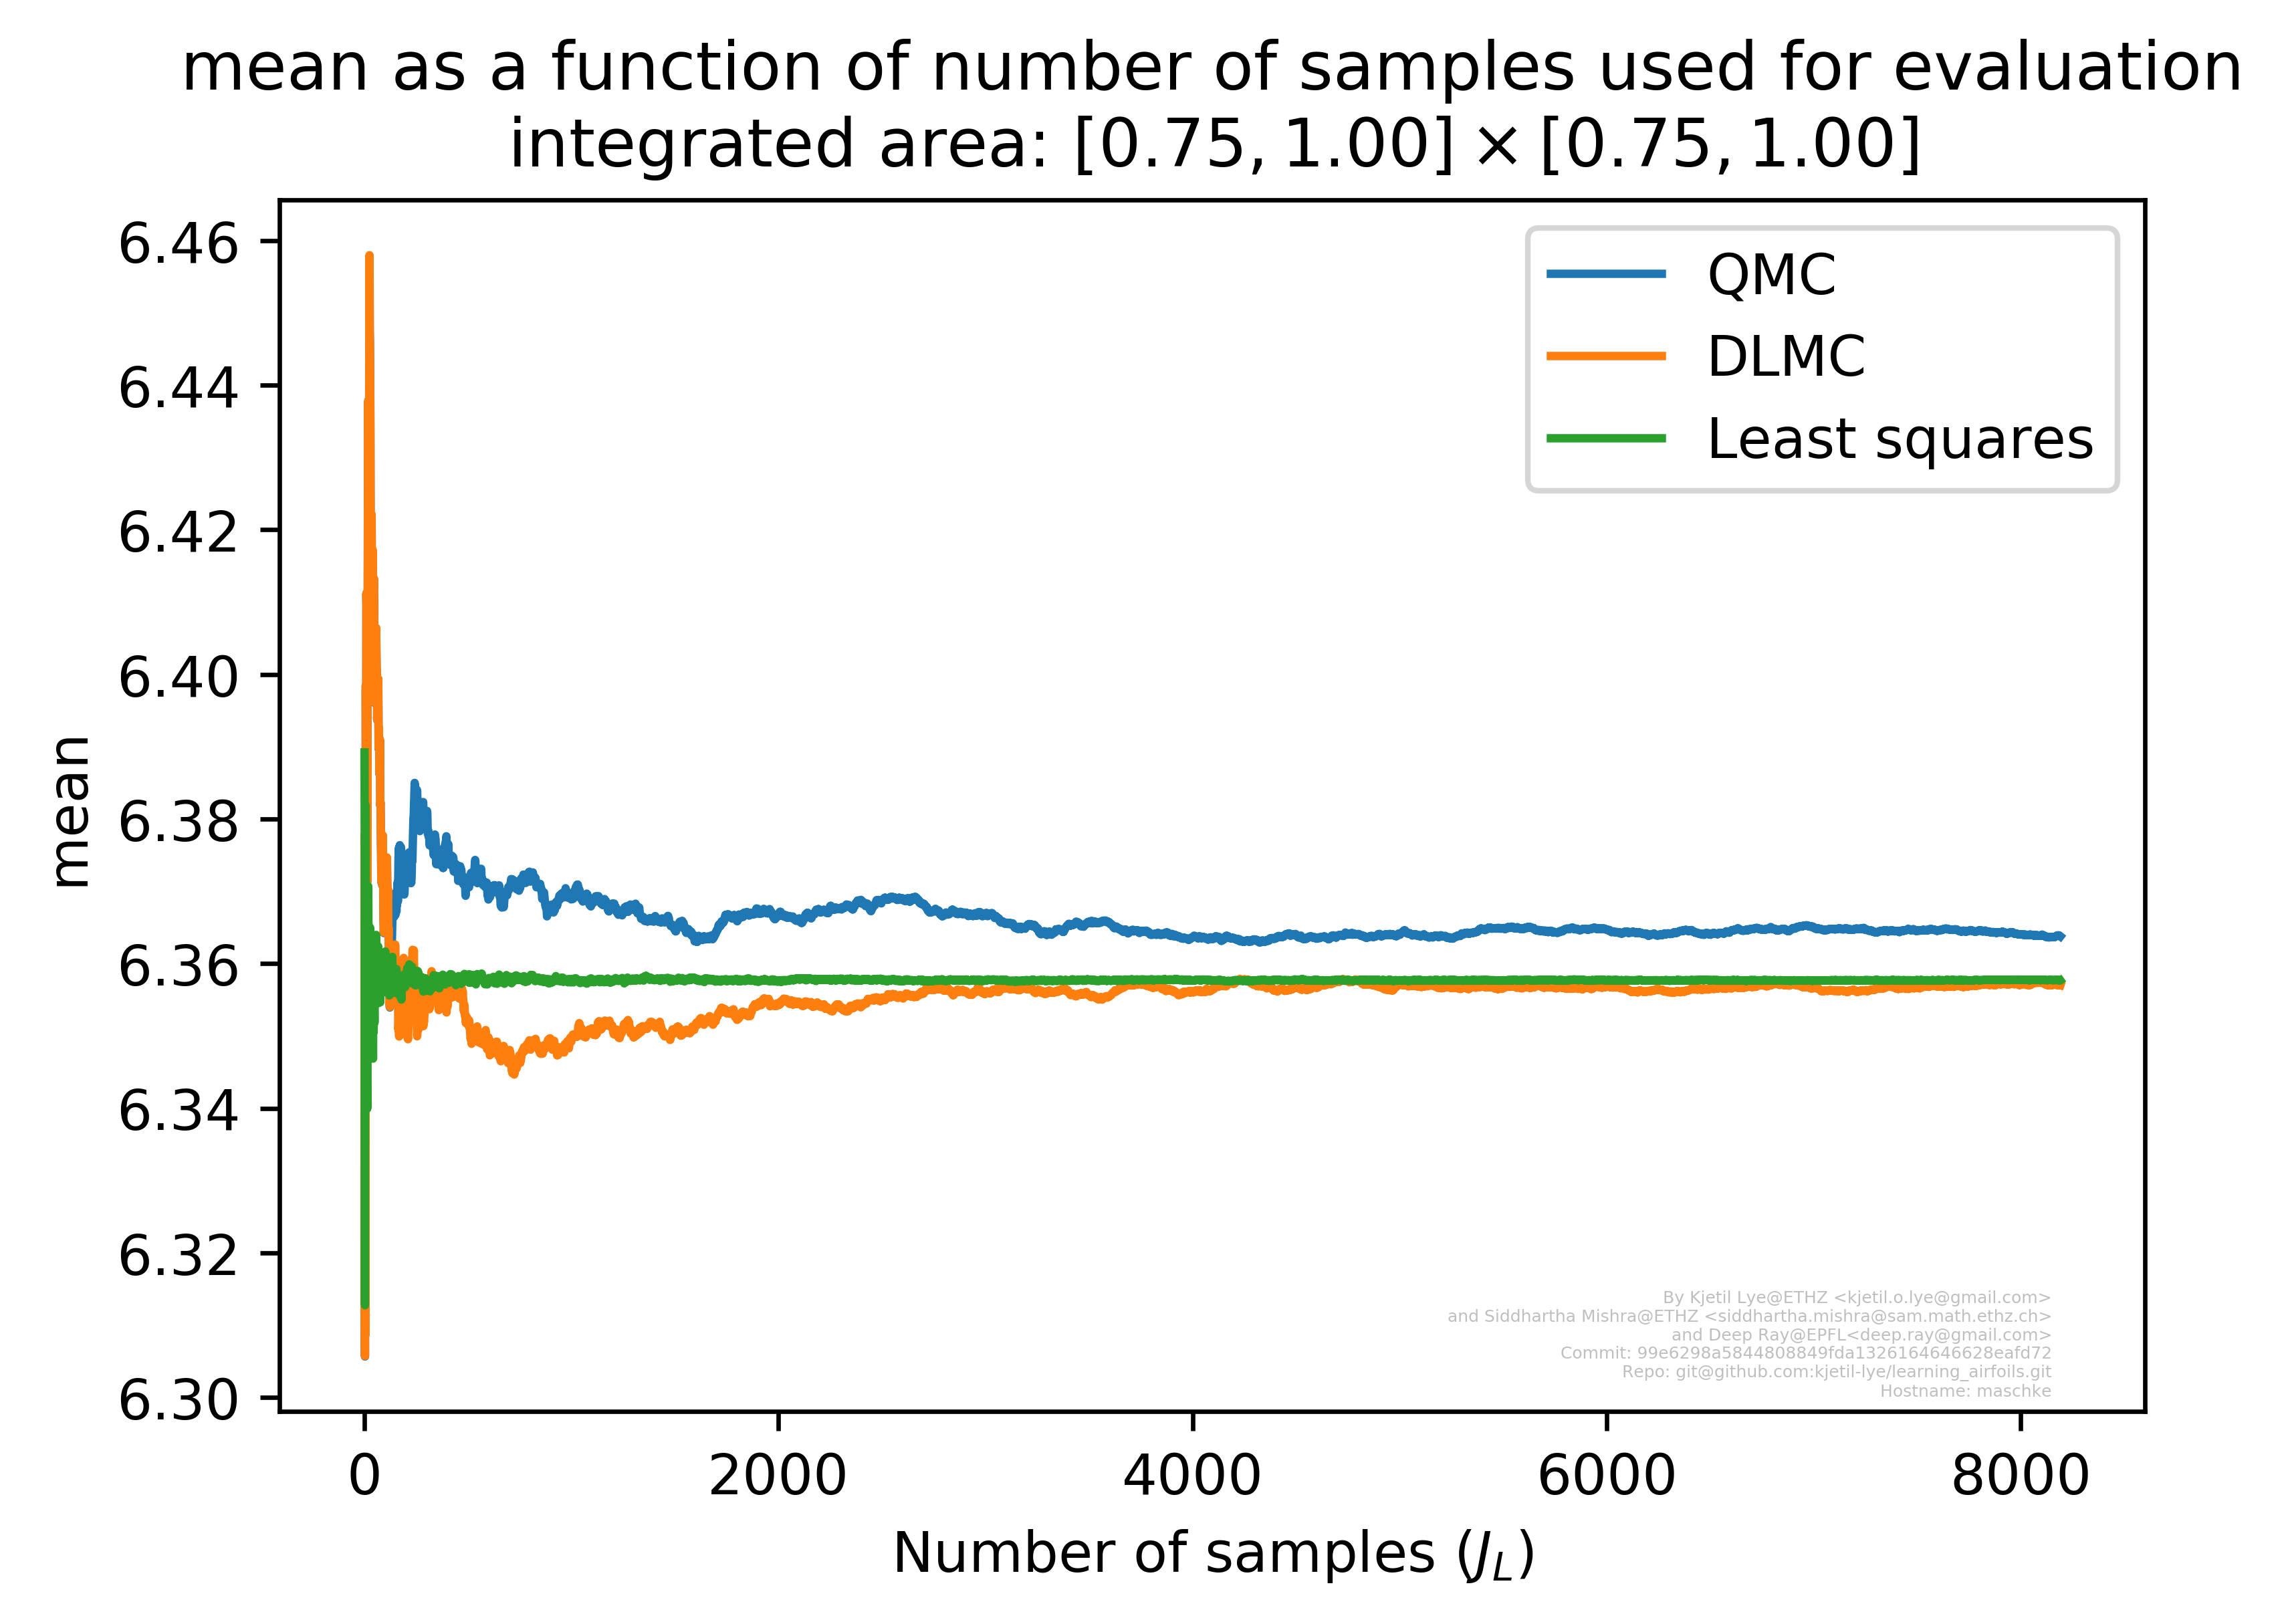 mean as a function of number of samples used for evaluation
integrated area: [0.75, 1.00] × [0.75, 1.00]
6.46
6.44
6.42
6.40
6.38
6.36
6.34
6.32
6.30
mean
QMC
DLMC
Least squares
By Kjetil Lye@ETHZ <kjetil.o.lye@gmail.com>
and Siddhartha Mishra@ETHZ <siddhartha.mishra@sam.math.ethz.ch>
and Deep Ray@EPFL<deep.ray@gmail.com>
Commit: 99e6298a5844808849fda1326164646628eafd72
Repo: git@github.com:kjetil-lye/learning_airfoils.git
Hostname: maschke
0 2000 4000 6000 8000
Number of samples (J_L)